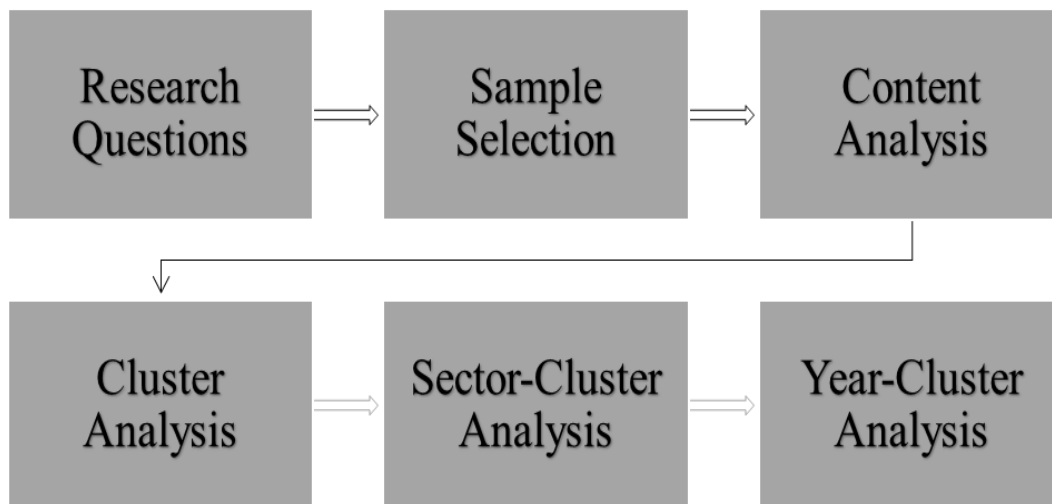 Research
Questions
Sample
Selection
Content
Analysis
Cluster
Analysis
Sector-Cluster
Analysis
Year-Cluster
Analysis